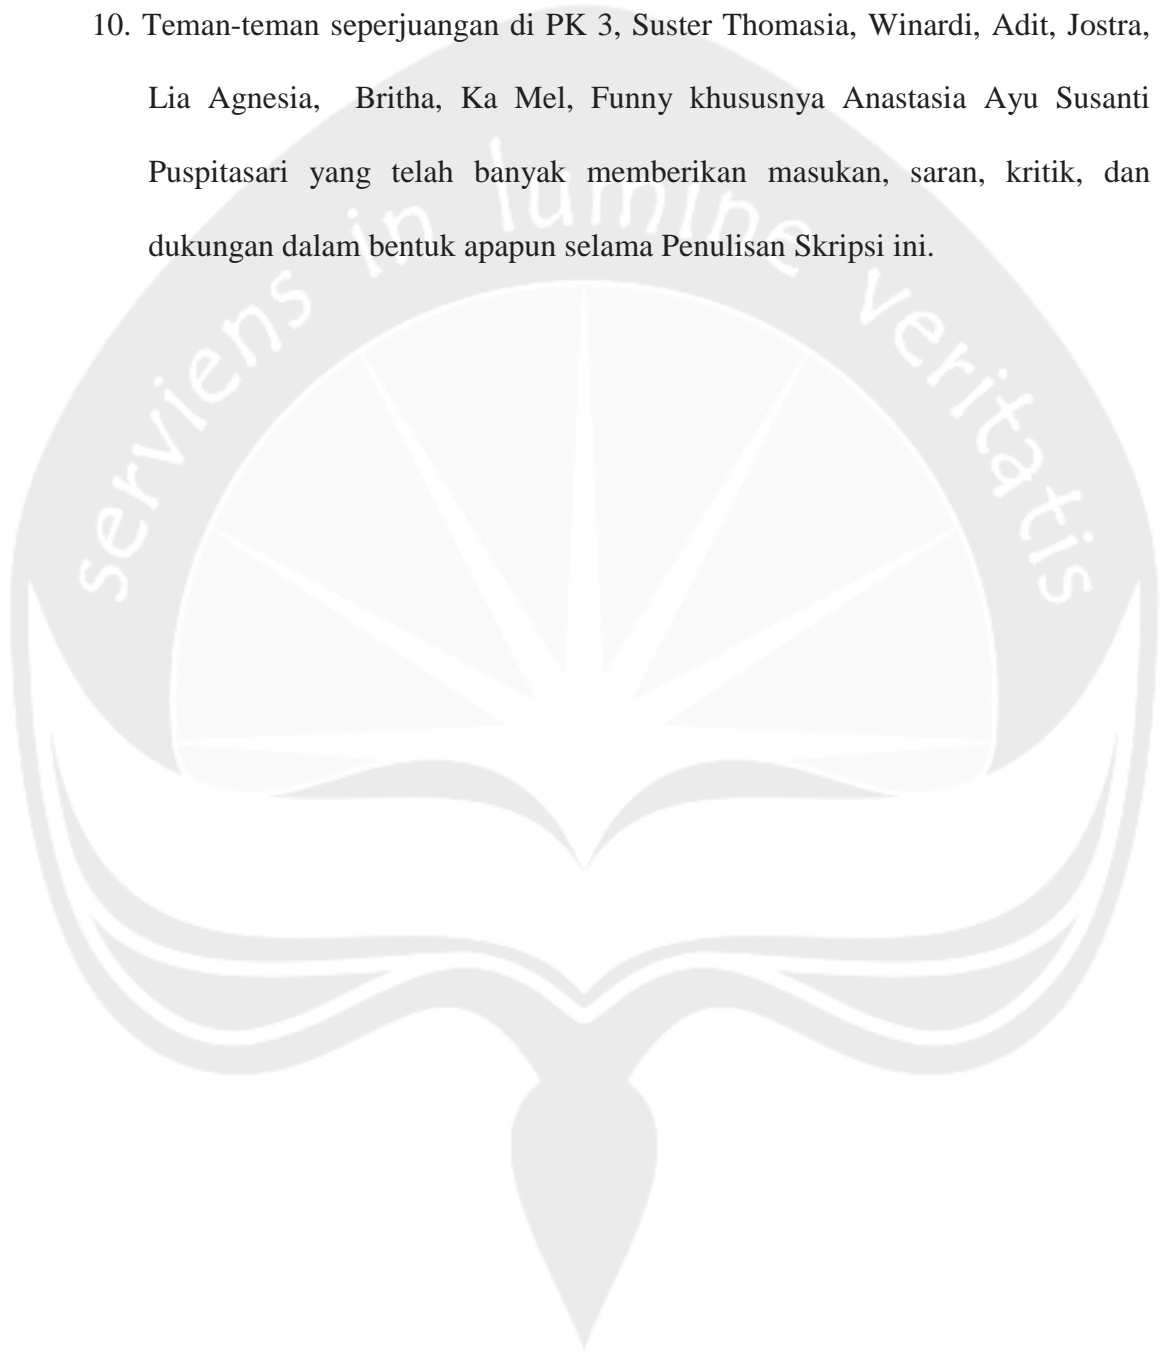 10. Teman-teman seperjuangan di PK 3, Suster Thomasia, Winardi, Adit, Jostra,
Lia Agnesia, Britha, Ka Mel, Funny khususnya Anastasia Ayu Susanti
Puspitasari yang telah banyak memberikan masukan, saran, kritik, dan
dukungan dalam bentuk apapun selama Penulisan Skripsi ini.
serviens in lumine veritatis